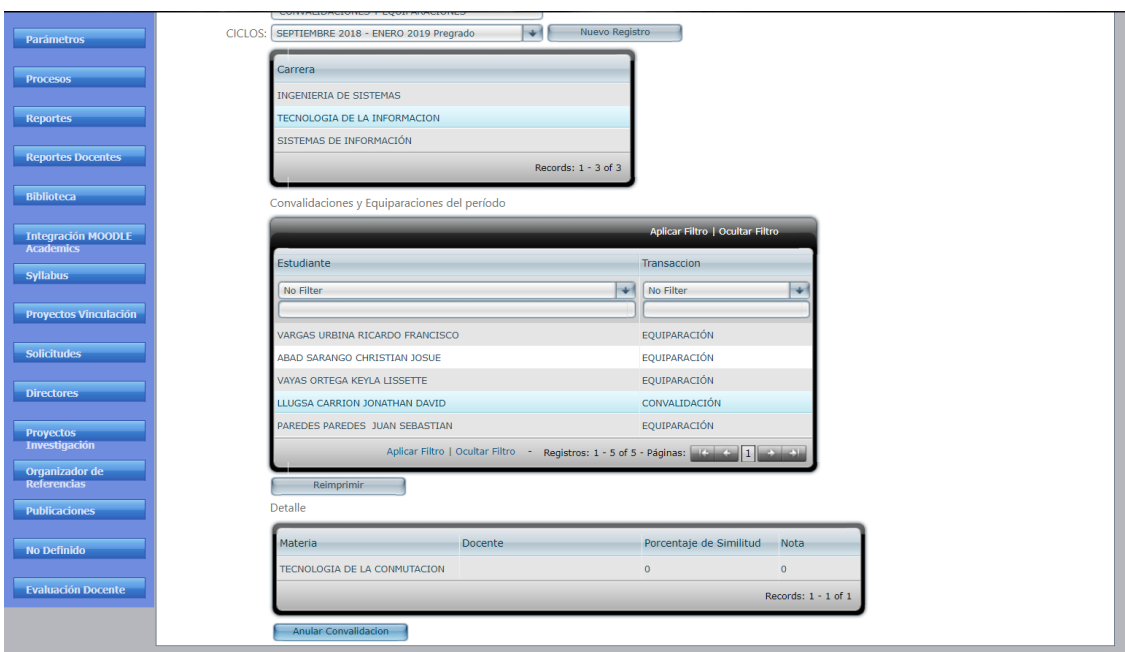 CONVALIDACIONES Y EQUIPARACIONES
CICLOS: SEPTIEMBRE 2018 - ENERO 2019 Pregrado Nuevo Registro
Parámetros
Procesos
Reportes
Reportes Docentes
Biblioteca
Integración MOODLE
Academics
Syllabus
Proyectos Vinculación
Solicitudes
Directores
Proyectos
Investigación
Organizador de
Referencias
Publicaciones
No Definido
Evaluación Docente
Carrera
INGENIERIA DE SISTEMAS
TECNOLOGIA DE LA INFORMACION
SISTEMAS DE INFORMACIÓN
Records: 1 - 3 of 3
Convalidaciones y Equiparaciones del período
Aplicar Filtro | Ocultar Filtro
Estudiante Transaccion
No Filter No Filter
VARGAS URBINA RICARDO FRANCISCO EQUIPARACIÓN
ABAD SARANGO CHRISTIAN JOSUE EQUIPARACIÓN
VAYAS ORTEGA KEYLA LISSETTE EQUIPARACIÓN
LLUGSA CARRION JONATHAN DAVID CONVALIDACIÓN
PAREDES PAREDES JUAN SEBASTIAN EQUIPARACIÓN
Aplicar Filtro | Ocultar Filtro - Registros: 1 - 5 of 5 - Páginas: 1
Reimprimir
Detalle
Materia Docente Porcentaje de Similitud Nota
TECNOLOGIA DE LA CONMUTACION 0 0
Records: 1 - 1 of 1
Anular Convalidacion